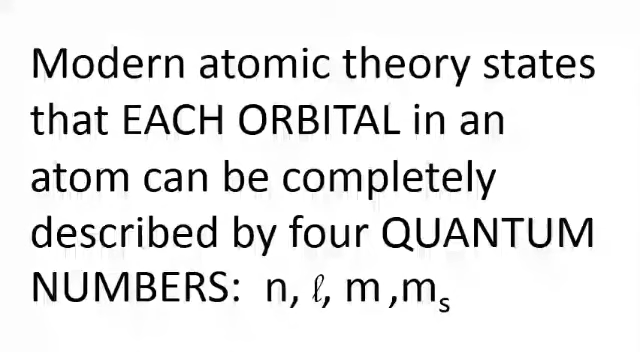 Modern atomic theory states
that EACH ORBITAL in an
atom can be completely
described by four QUANTUM
NUMBERS:  n, ℓ, m ,mₛ